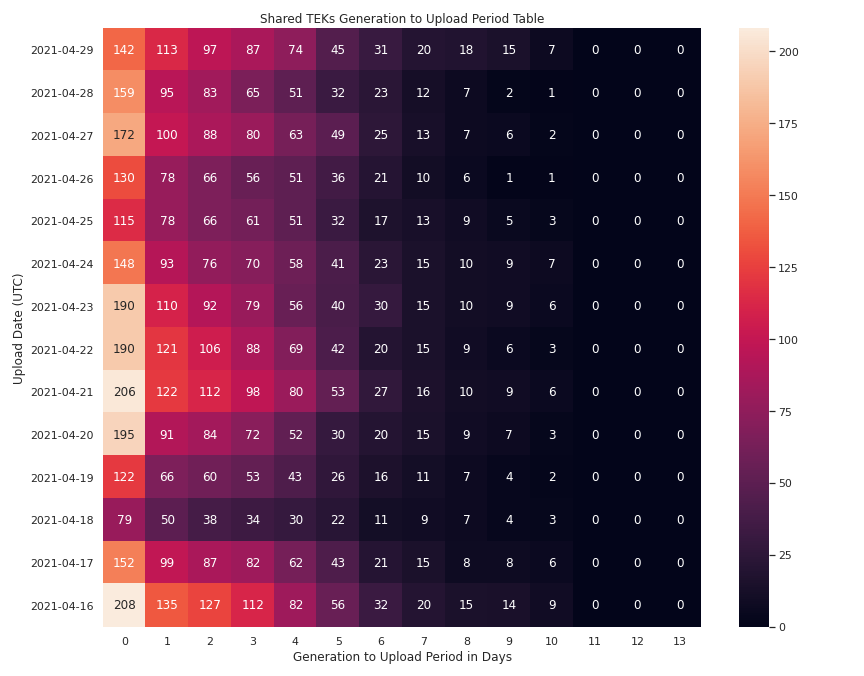 Shared TEKs Generation to Upload Period Table
2021-04-29 142 113 97 87 74 45 31 20 18 15 7 0 0 0
2021-04-28 159 95 83 65 51 32 23 12 7 2 1 0 0 0
2021-04-27 172 100 88 80 63 49 25 13 7 6 2 0 0 0
2021-04-26 130 78 66 56 51 36 21 10 6 1 1 0 0 0
2021-04-25 115 78 66 61 51 32 17 13 9 5 3 0 0 0
2021-04-24 148 93 76 70 58 41 23 15 10 9 7 0 0 0
2021-04-23 190 110 92 79 56 40 30 15 10 9 6 0 0 0
2021-04-22 190 121 106 88 69 42 20 15 9 6 3 0 0 0
2021-04-21 206 122 112 98 80 53 27 16 10 9 6 0 0 0
2021-04-20 195 91 84 72 52 30 20 15 9 7 3 0 0 0
2021-04-19 122 66 60 53 43 26 16 11 7 4 2 0 0 0
2021-04-18 79 50 38 34 30 22 11 9 7 4 3 0 0 0
2021-04-17 152 99 87 82 62 43 21 15 8 8 6 0 0 0
2021-04-16 208 135 127 112 82 56 32 20 15 14 9 0 0 0
0 1 2 3 4 5 6 7 8 9 10 11 12 13
Generation to Upload Period in Days
Upload Date (UTC)
200
175
150
125
100
75
50
25
0